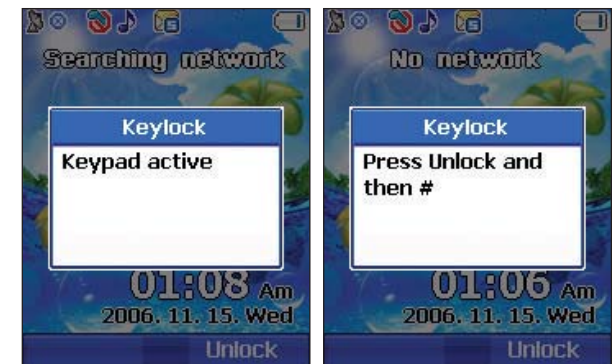 Searching network
Keylock
Keypad active
01:08 Am
2006. 11. 15. Wed
Unlock
No network
Keylock
Press Unlock and
then #
01:06 Am
2006. 11. 15. Wed
Unlock